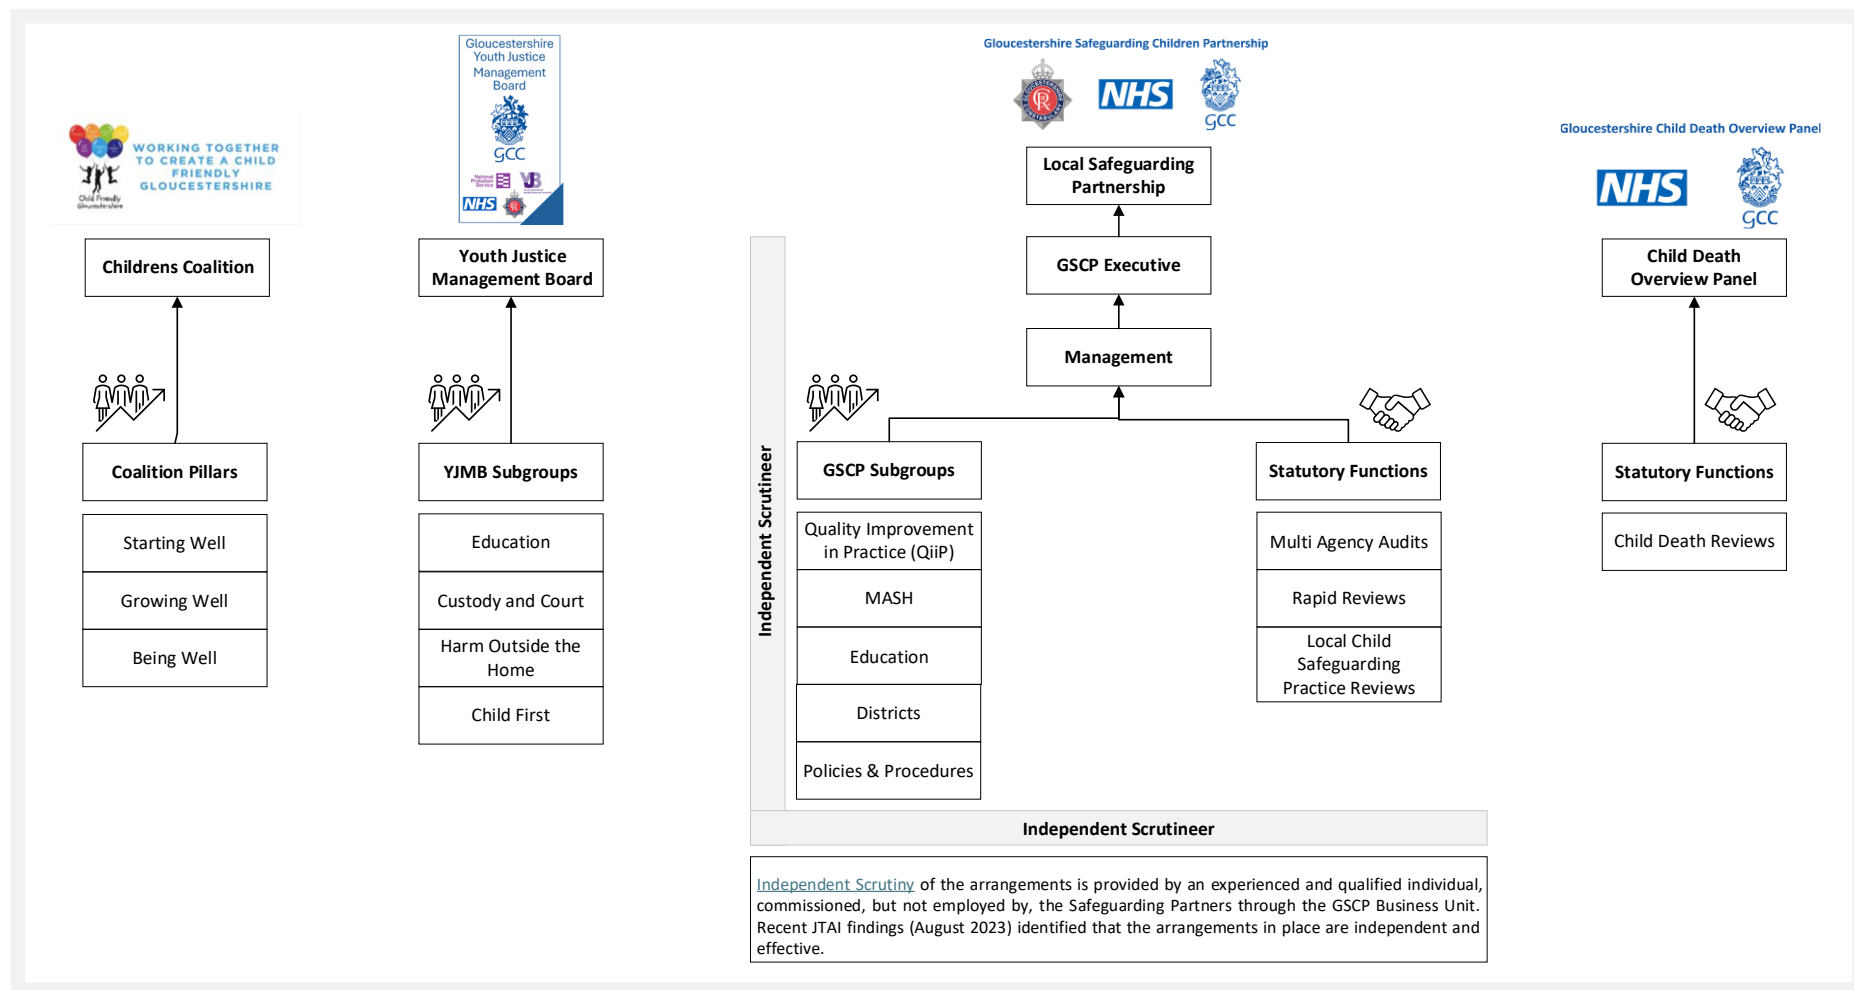 WORKING TOGETHER
TO CREATE A CHILD
FRIENDLY
GLOUCESTERSHIRE
Child Friendly
Gloucestershire
Childrens Coalition
Coalition Pillars
Starting Well
Growing Well
Being Well
Gloucestershire
Youth Justice
Management
Board
GCC
National
Probation
Service
YJB
NHS
Youth Justice
Management Board
YJMB Subgroups
Education
Custody and Court
Harm Outside the
Home
Child First
Gloucestershire Safeguarding Children Partnership
NHS
GCC
Local Safeguarding
Partnership
GSCP Executive
Management
Independent Scrutineer
GSCP Subgroups
Quality Improvement
in Practice (QiiP)
MASH
Education
Districts
Policies & Procedures
Statutory Functions
Multi Agency Audits
Rapid Reviews
Local Child
Safeguarding
Practice Reviews
Independent Scrutineer
Independent Scrutiny of the arrangements is provided by an experienced and qualified individual,
commissioned, but not employed by, the Safeguarding Partners through the GSCP Business Unit.
Recent JTAI findings (August 2023) identified that the arrangements in place are independent and
effective.
Gloucestershire Child Death Overview Panel
NHS
GCC
Child Death
Overview Panel
Statutory Functions
Child Death Reviews